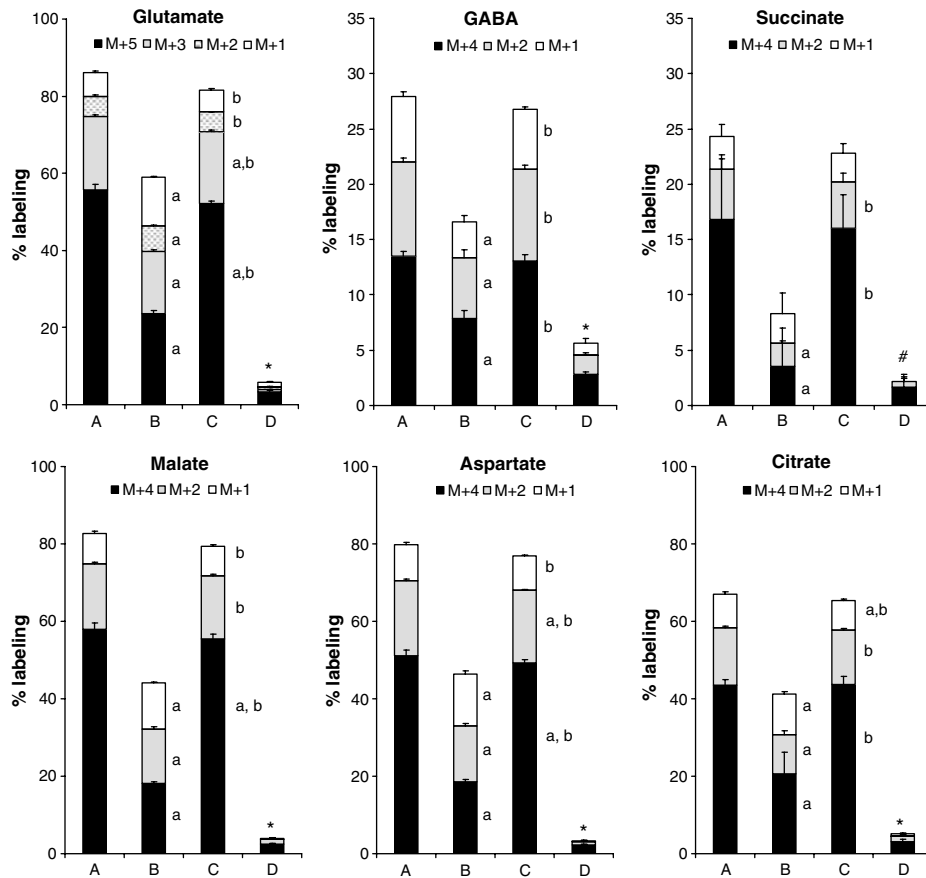 Glutamate
M+5 M+3 M+2 M+1
% labeling
100
80
60
40
20
0
a
a
a
a
b
b
a,b
a,b
*
A B C D
GABA
M+4 M+2 M+1
% labeling
35
30
25
20
15
10
5
0
a
a
a
b
b
b
*
A B C D
Succinate
M+4 M+2 M+1
% labeling
35
30
25
20
15
10
5
0
a
a
b
b
#
A B C D
Malate
M+4 M+2 M+1
% labeling
100
80
60
40
20
0
a
a
a
b
b
a, b
*
A B C D
Aspartate
M+4 M+2 M+1
% labeling
100
80
60
40
20
0
a
a
a
b
a, b
a, b
*
A B C D
Citrate
M+4 M+2 M+1
% labeling
100
80
60
40
20
0
a
a
a
a,b
b
b
*
A B C D